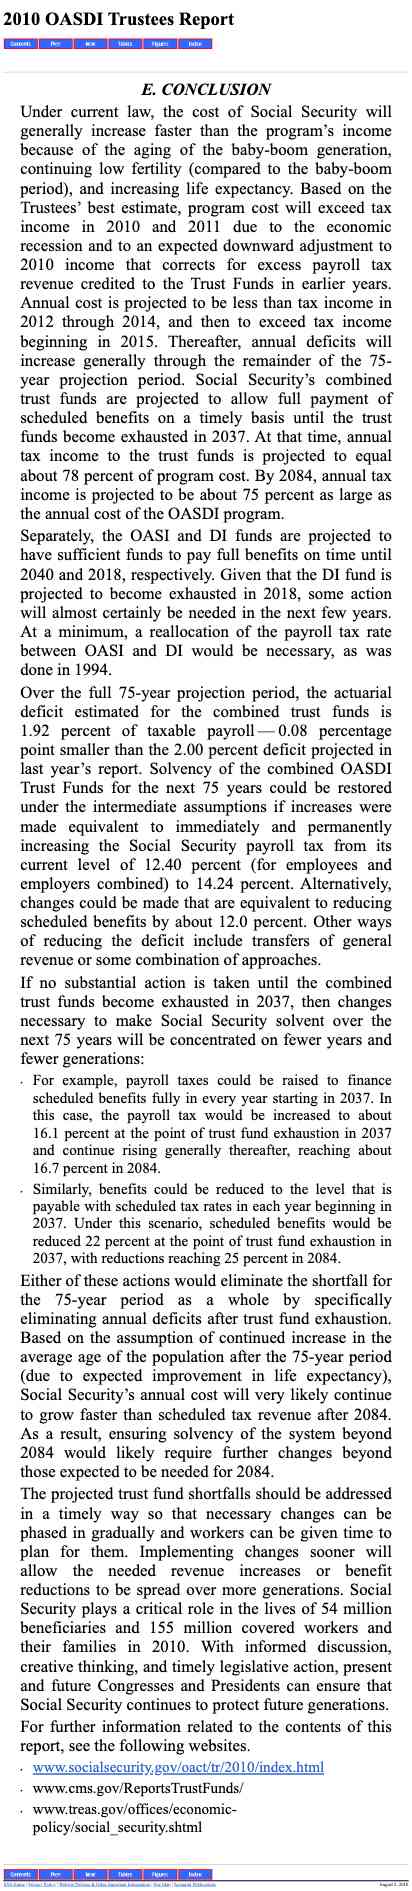 2010 OASDI Trustees Report
Contents Prev Next Tables Figures Index
E. CONCLUSION
Under current law, the cost of Social Security will
generally increase faster than the program’s income
because of the aging of the baby-boom generation,
continuing low fertility (compared to the baby-boom
period), and increasing life expectancy. Based on the
Trustees’ best estimate, program cost will exceed tax
income in 2010 and 2011 due to the economic
recession and to an expected downward adjustment to
2010 income that corrects for excess payroll tax
revenue credited to the Trust Funds in earlier years.
Annual cost is projected to be less than tax income in
2012 through 2014, and then to exceed tax income
beginning in 2015. Thereafter, annual deficits will
increase generally through the remainder of the 75-
year projection period. Social Security’s combined
trust funds are projected to allow full payment of
scheduled benefits on a timely basis until the trust
funds become exhausted in 2037. At that time, annual
tax income to the trust funds is projected to equal
about 78 percent of program cost. By 2084, annual tax
income is projected to be about 75 percent as large as
the annual cost of the OASDI program.
Separately, the OASI and DI funds are projected to
have sufficient funds to pay full benefits on time until
2040 and 2018, respectively. Given that the DI fund is
projected to become exhausted in 2018, some action
will almost certainly be needed in the next few years.
At a minimum, a reallocation of the payroll tax rate
between OASI and DI would be necessary, as was
done in 1994.
Over the full 75-year projection period, the actuarial
deficit estimated for the combined trust funds is
1.92 percent of taxable payroll — 0.08 percentage
point smaller than the 2.00 percent deficit projected in
last year’s report. Solvency of the combined OASDI
Trust Funds for the next 75 years could be restored
under the intermediate assumptions if increases were
made equivalent to immediately and permanently
increasing the Social Security payroll tax from its
current level of 12.40 percent (for employees and
employers combined) to 14.24 percent. Alternatively,
changes could be made that are equivalent to reducing
scheduled benefits by about 12.0 percent. Other ways
of reducing the deficit include transfers of general
revenue or some combination of approaches.
If no substantial action is taken until the combined
trust funds become exhausted in 2037, then changes
necessary to make Social Security solvent over the
next 75 years will be concentrated on fewer years and
fewer generations:
· For example, payroll taxes could be raised to finance
scheduled benefits fully in every year starting in 2037. In
this case, the payroll tax would be increased to about
16.1 percent at the point of trust fund exhaustion in 2037
and continue rising generally thereafter, reaching about
16.7 percent in 2084.
· Similarly, benefits could be reduced to the level that is
payable with scheduled tax rates in each year beginning in
2037. Under this scenario, scheduled benefits would be
reduced 22 percent at the point of trust fund exhaustion in
2037, with reductions reaching 25 percent in 2084.
Either of these actions would eliminate the shortfall for
the 75-year period as a whole by specifically
eliminating annual deficits after trust fund exhaustion.
Based on the assumption of continued increase in the
average age of the population after the 75-year period
(due to expected improvement in life expectancy),
Social Security’s annual cost will very likely continue
to grow faster than scheduled tax revenue after 2084.
As a result, ensuring solvency of the system beyond
2084 would likely require further changes beyond
those expected to be needed for 2084.
The projected trust fund shortfalls should be addressed
in a timely way so that necessary changes can be
phased in gradually and workers can be given time to
plan for them. Implementing changes sooner will
allow the needed revenue increases or benefit
reductions to be spread over more generations. Social
Security plays a critical role in the lives of 54 million
beneficiaries and 155 million covered workers and
their families in 2010. With informed discussion,
creative thinking, and timely legislative action, present
and future Congresses and Presidents can ensure that
Social Security continues to protect future generations.
For further information related to the contents of this
report, see the following websites.
· www.socialsecurity.gov/oact/tr/2010/index.html
· www.cms.gov/ReportsTrustFunds/
· www.treas.gov/offices/economic-
policy/social_security.shtml
Contents Prev Next Tables Figures Index